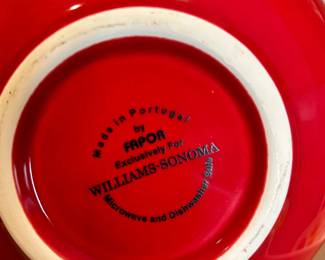 Made in Portugal
by
FAPOR
Exclusively For
WILLIAMS-SONOMA
Microwave and Dishwasher Safe